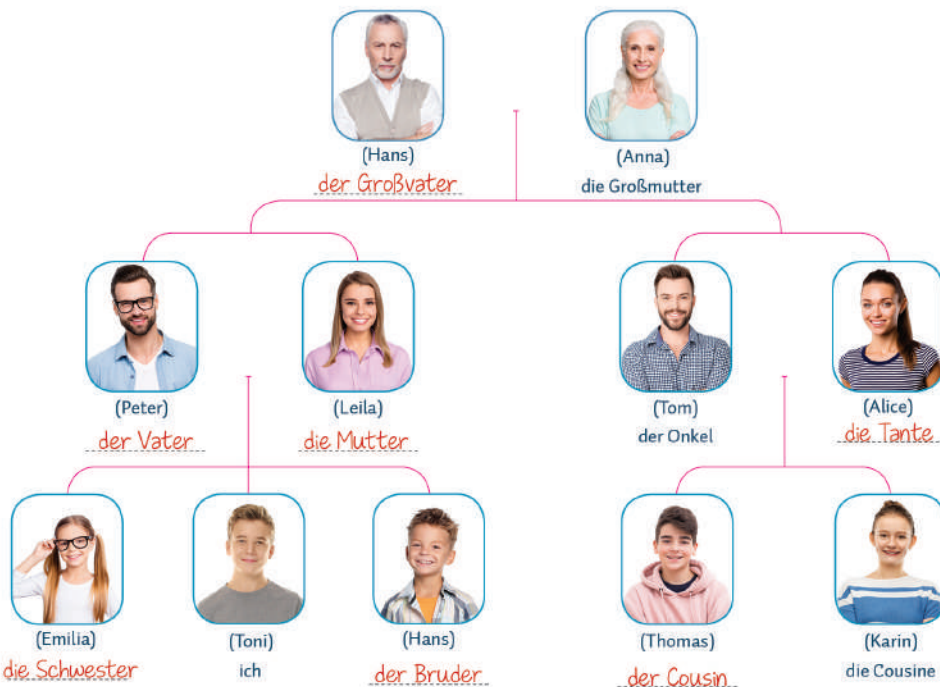 (Hans)
der Großvater
(Anna)
die Großmutter
(Peter)
der Vater
(Leila)
die Mutter
(Tom)
der Onkel
(Alice)
die Tante
(Emilia)
die Schwester
(Toni)
ich
(Hans)
der Bruder
(Thomas)
der Cousin
(Karin)
die Cousine